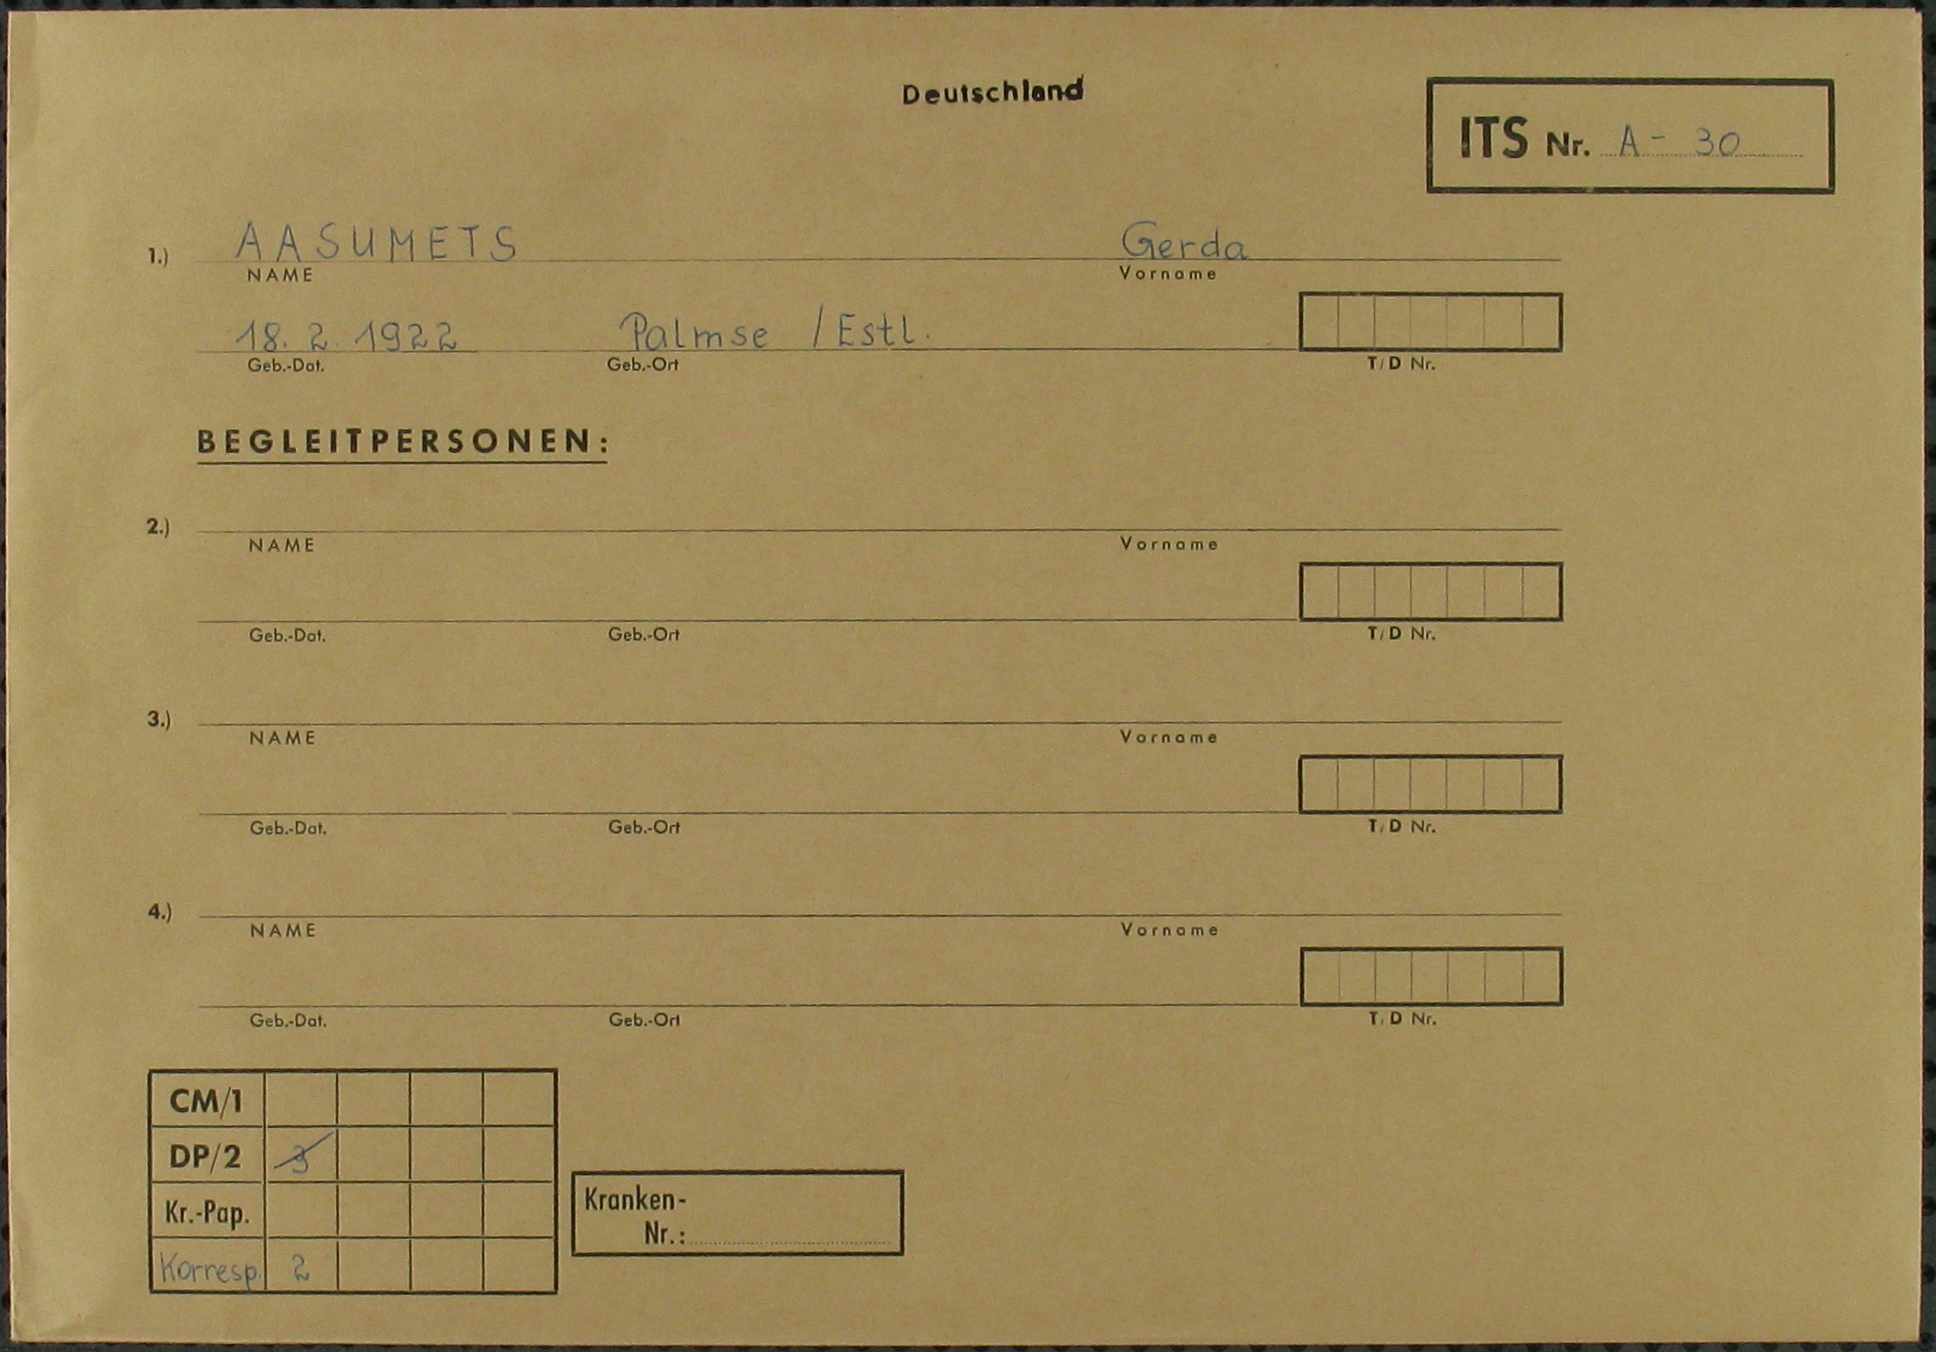 Deutschland
ITS Nr. A - 30
1.) AASUMETS Gerda
NAME Vorname
18. 2. 1922 Palmse / Estl.
Geb.-Dat. Geb.-Ort T/D Nr.
BEGLEITPERSONEN:
2.)
NAME Vorname
Geb.-Dat. Geb.-Ort T/D Nr.
3.)
NAME Vorname
Geb.-Dat. Geb.-Ort T/D Nr.
4.)
NAME Vorname
Geb.-Dat. Geb.-Ort T/D Nr.
CM/1
DP/2 3
Kr.-Pap.
Korresp. 2
Kranken-
Nr.: